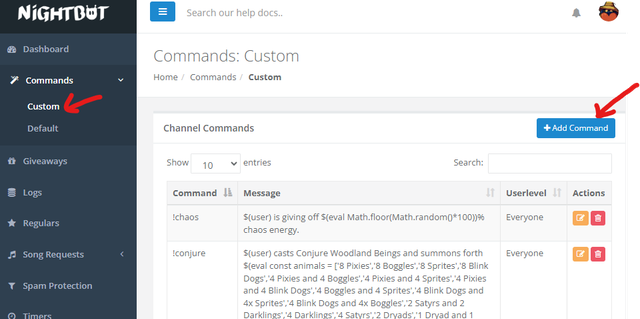 NIGHTBOT
Search our help docs..
Dashboard
Commands
Custom
Default
Giveaways
Logs
Regulars
Song Requests
Spam Protection
Timers
Commands: Custom
Home / Commands / Custom
Channel Commands
+Add Command
Show 10 entries
Search:
Command Message Userlevel Actions
!chaos $(user) is giving off $(eval Math.floor(Math.random()*100))% Everyone
chaos energy.
!conjure $(user) casts Conjure Woodland Beings and summons forth Everyone
$(eval const animals = ['8 Pixies','8 Boggles','8 Sprites','8 Blink
Dogs','4 Pixies and 4 Boggles','4 Pixies and 4 Sprites','4 Pixies
and 4 Blink Dogs','4 Boggles and 4 Sprites','4 Blink Dogs and
4x Sprites','4 Blink Dogs and 4x Boggles','2 Satyrs and 2
Darklings','4 Darklings','4 Satyrs','2 Dryads','1 Dryad and 1